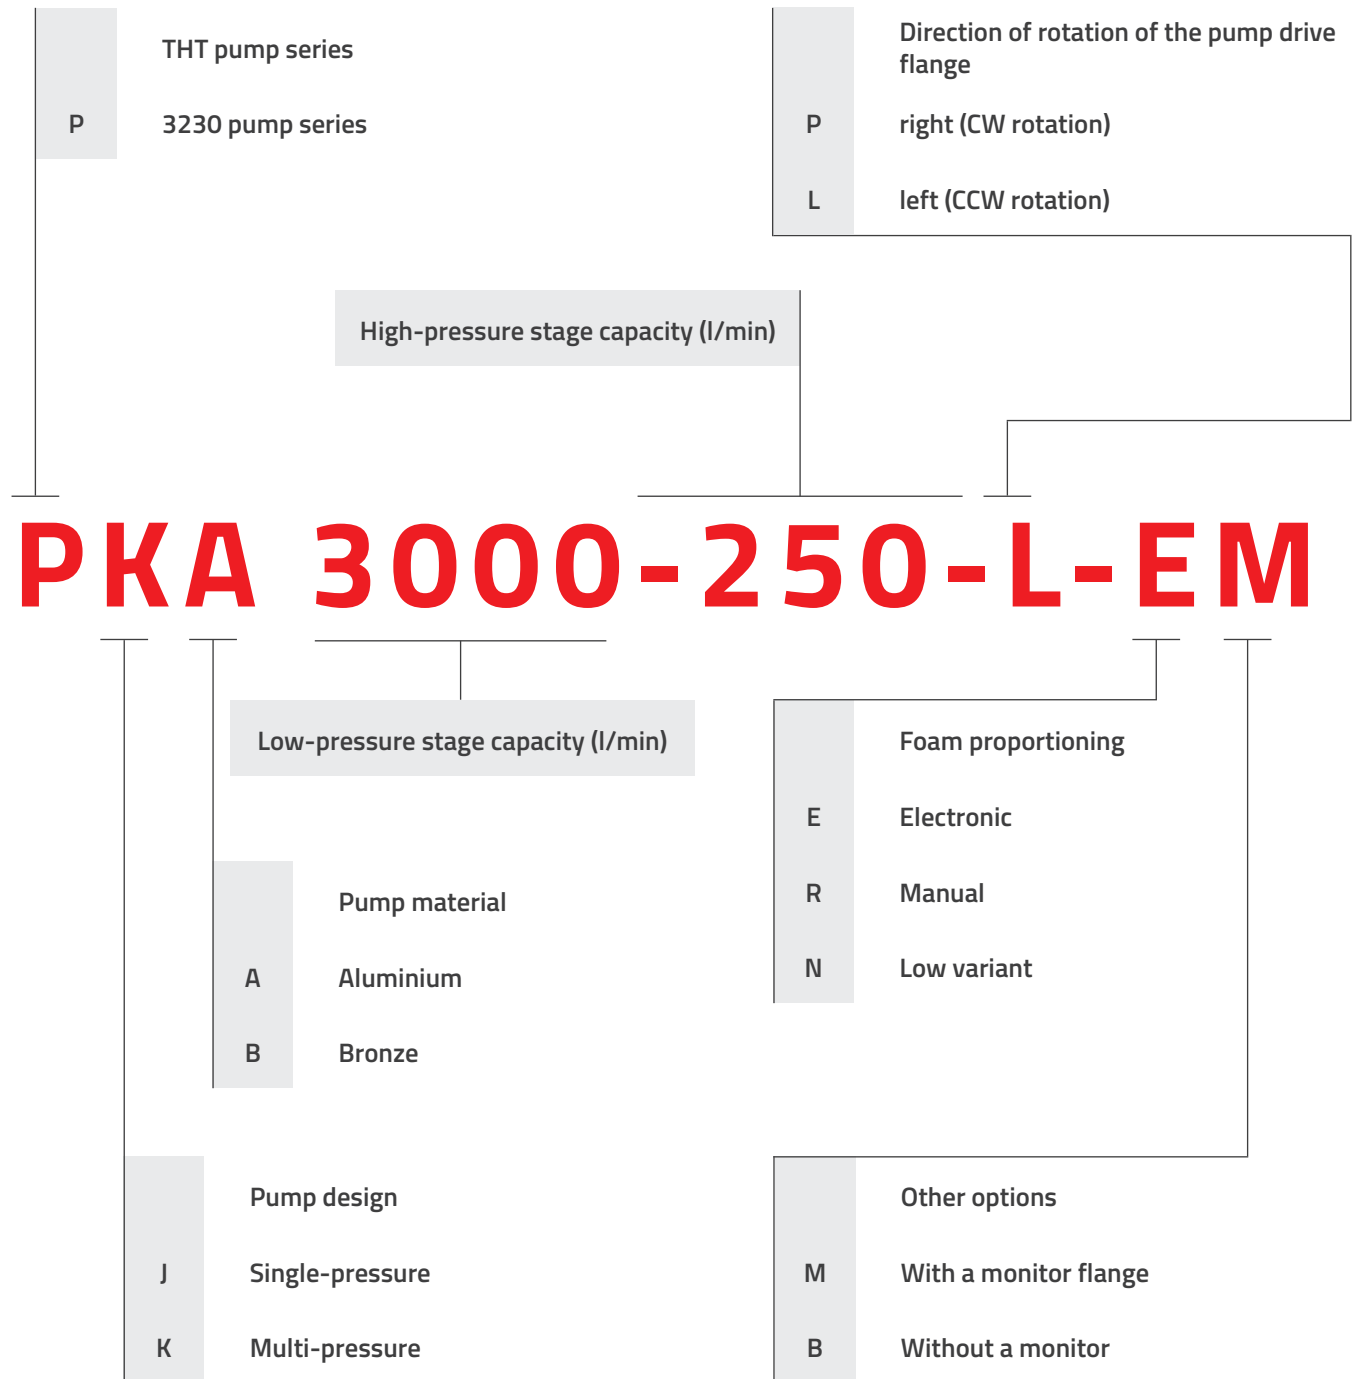 THT pump series
P 3230 pump series
Direction of rotation of the pump drive
flange
P right (CW rotation)
L left (CCW rotation)
High-pressure stage capacity (l/min)
PKA 3000-250-L-EM
Low-pressure stage capacity (l/min)
Pump material
A Aluminium
B Bronze
Pump design
J Single-pressure
K Multi-pressure
Foam proportioning
E Electronic
R Manual
N Low variant
Other options
M With a monitor flange
B Without a monitor